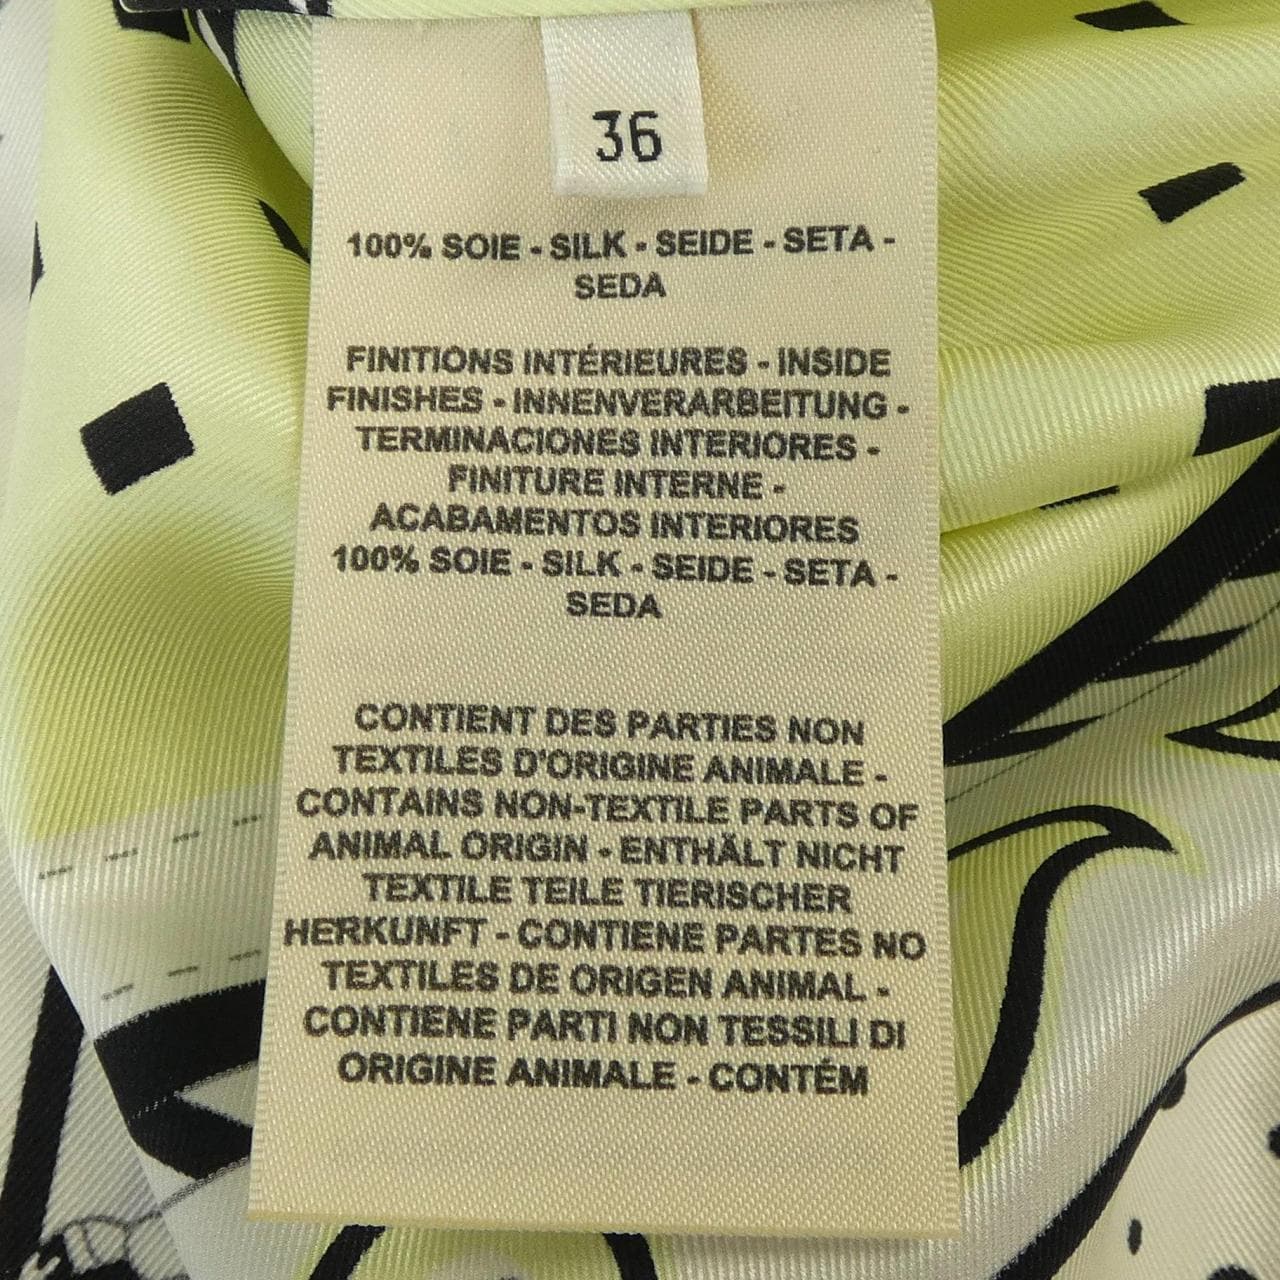 36
100% SOIE - SILK - SEIDE - SETA -
SEDA
FINITIONS INTÉRIEURES - INSIDE
FINISHES - INNENVERARBEITUNG -
TERMINACIONES INTERIORES -
FINITURE INTERNE -
ACABAMENTOS INTERIORES
100% SOIE - SILK - SEIDE - SETA -
SEDA
CONTIENT DES PARTIES NON
TEXTILES D'ORIGINE ANIMALE -
CONTAINS NON-TEXTILE PARTS OF
ANIMAL ORIGIN - ENTHÄLT NICHT
TEXTILE TEILE TIERISCHER
HERKUNFT - CONTIENE PARTES NO
TEXTILES DE ORIGEN ANIMAL -
CONTIENE PARTI NON TESSILI DI
ORIGINE ANIMALE - CONTÉM